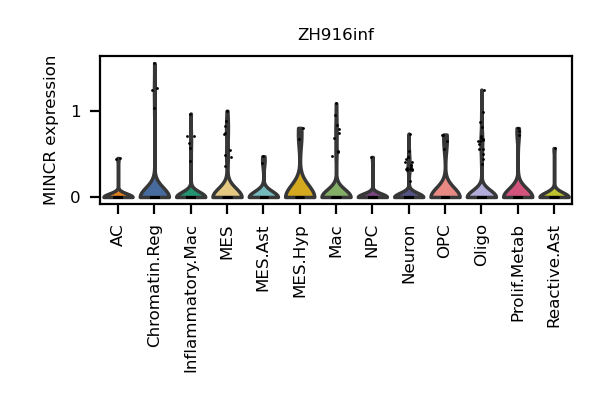 ZH916inf
MINCR expression
1
0
AC
Chromatin.Reg
Inflammatory.Mac
MES
MES.Ast
MES.Hyp
Mac
NPC
Neuron
OPC
Oligo
Prolif.Metab
Reactive.Ast